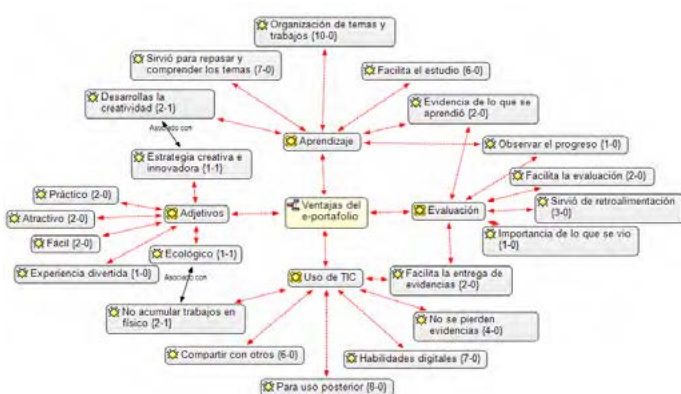 Organización de temas y
trabajos {10-0}
Sirvió para repasar y
comprender los temas {7-0}
Facilita el estudio {6-0}
Desarrollas la
creatividad {2-1}
Evidencia de lo que se
aprendió {2-0}
Asociado con
Aprendizaje
Observar el progreso {1-0}
Estrategia creativa e
innovadora {1-1}
Facilita la evaluación {2-0}
Práctico {2-0}
Ventajas del
e-portafolio
Sirvió de retroalimentación
{3-0}
Atractivo {2-0}
Adjetivos
Evaluación
Fácil {2-0}
Importancia de lo que se vio
{1-0}
Ecológico {1-1}
Experiencia divertida {1-0}
Asociado con
Uso de TIC
Facilita la entrega de
evidencias {2-0}
No acumular trabajos en
físico {2-1}
No se pierden
evidencias {4-0}
Compartir con otros {6-0}
Habilidades digitales {7-0}
Para uso posterior {8-0}